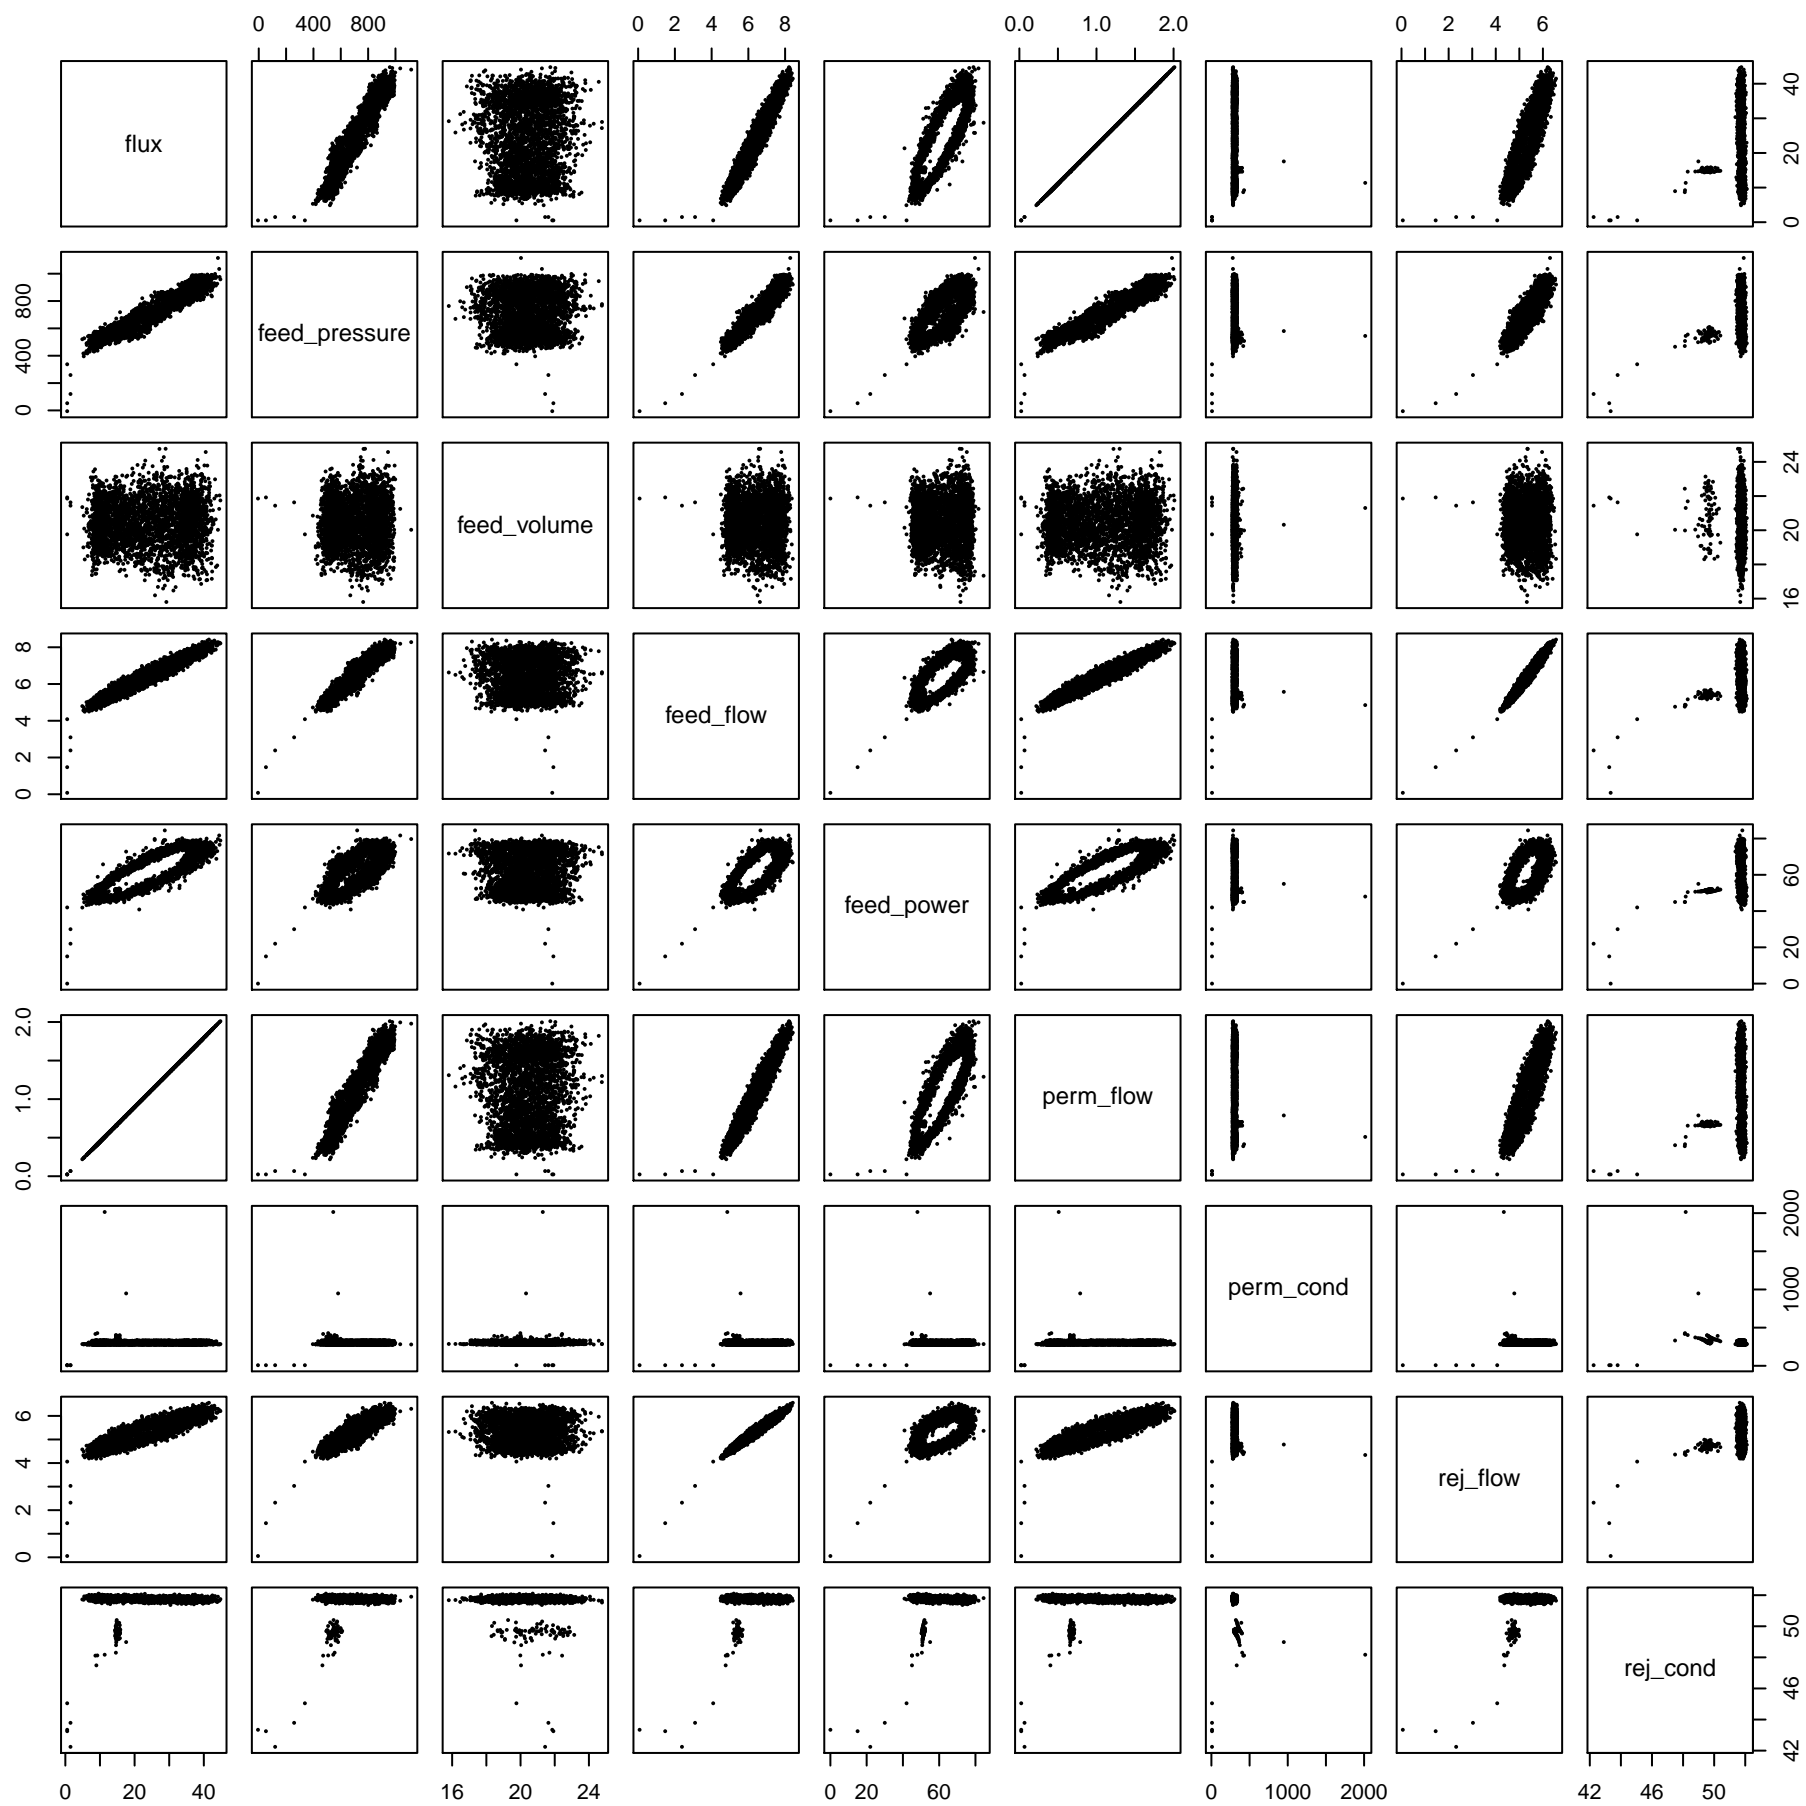 0 400 800 0 2 4 6 8 0.0 1.0 2.0 0 2 4 6
flux 0 20 40
0 400 800 feed_pressure
feed_volume 16 20 24
0 2 4 6 8 feed_flow
feed_power 0 20 60
0.0 1.0 2.0 perm_flow
perm_cond 0 1000 2000
0 2 4 6 rej_flow
rej_cond 42 46 50
0 20 40 16 20 24 0 20 60 0 1000 2000 42 46 50